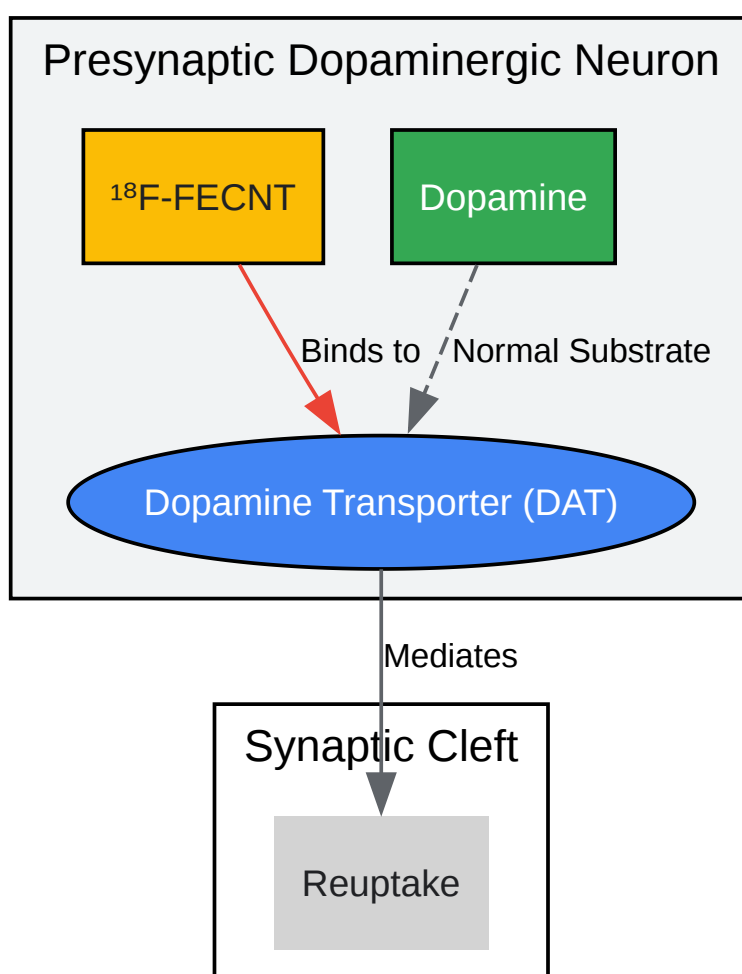 Presynaptic Dopaminergic Neuron
¹⁸F-FECNT
Dopamine
Binds to
Normal Substrate
Dopamine Transporter (DAT)
Mediates
Synaptic Cleft
Reuptake